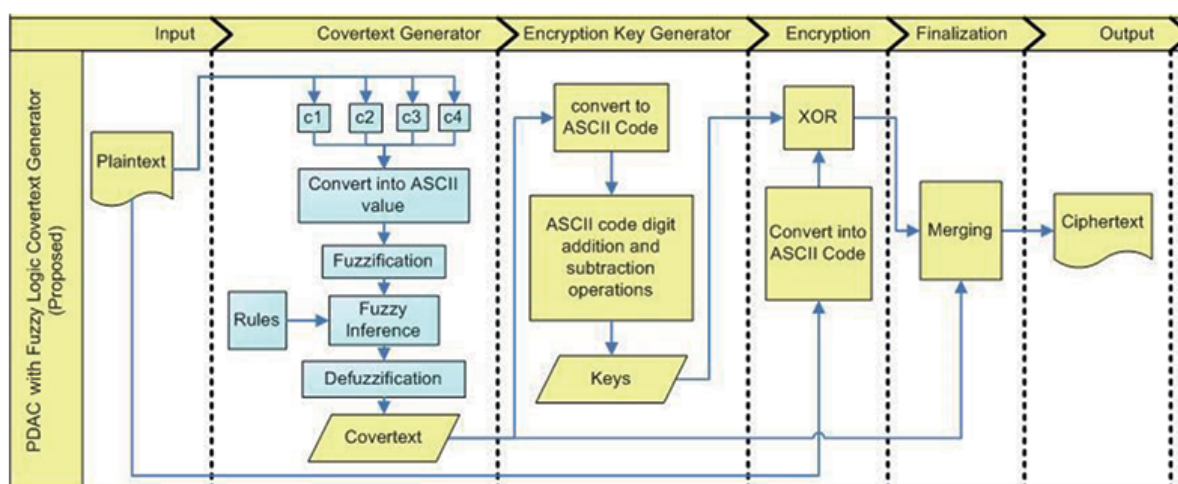 Input
Covertext Generator
Encryption Key Generator
Encryption
Finalization
Output
PDAC with Fuzzy Logic Covertext Generator
(Proposed)
Plaintext
c1
c2
c3
c4
Convert into ASCII
value
Fuzzification
Rules
Fuzzy
Inference
Defuzzification
Covertext
convert to
ASCII Code
ASCII code digit
addition and
subtraction
operations
Keys
XOR
Convert into
ASCII Code
Merging
Ciphertext